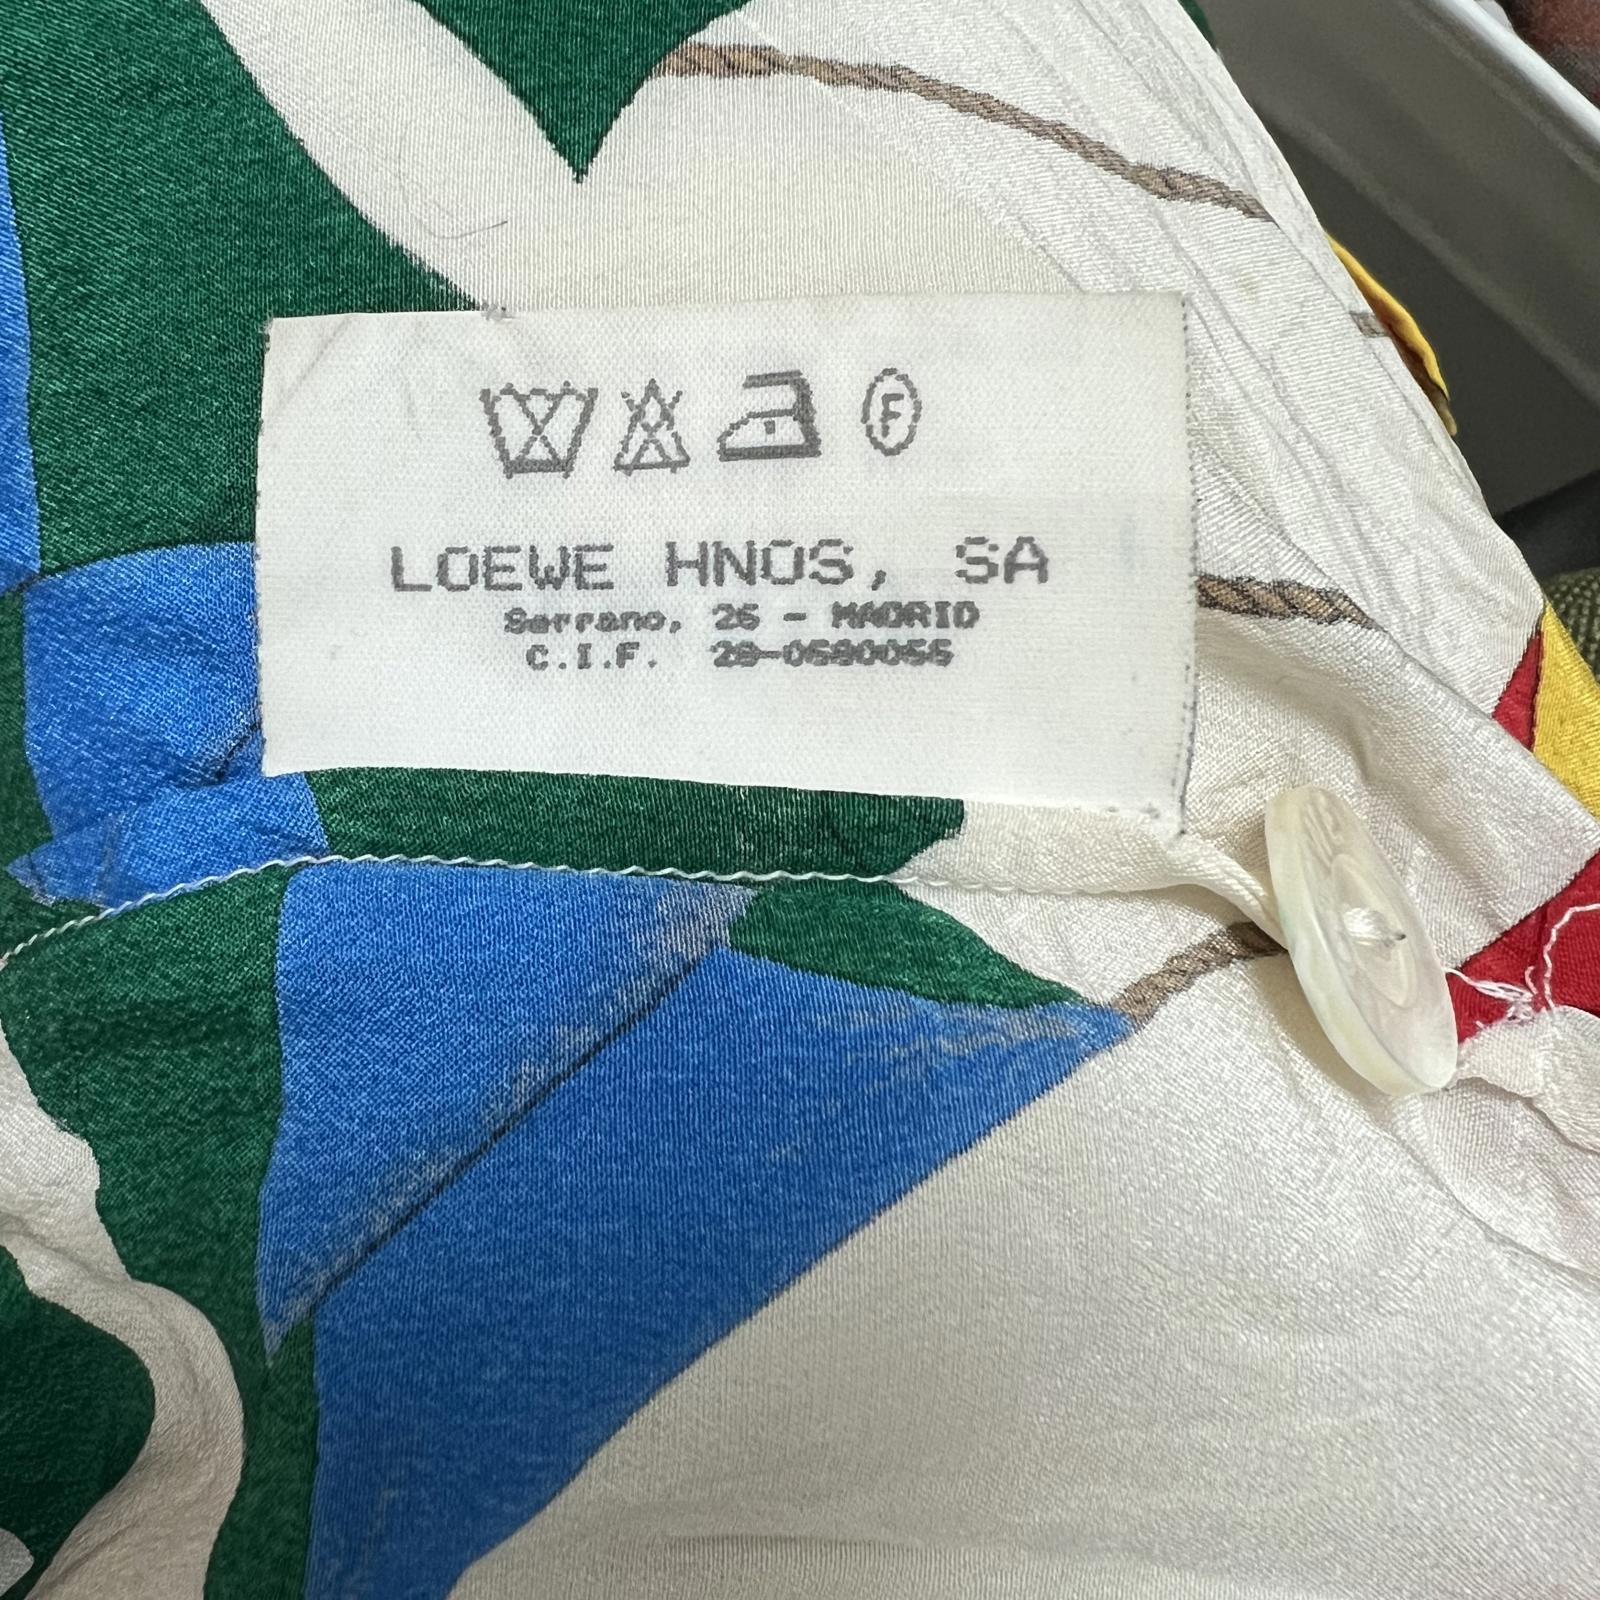 F
LOEWE HNOS, SA
Serrano, 26 - MADRID
C.I.F.